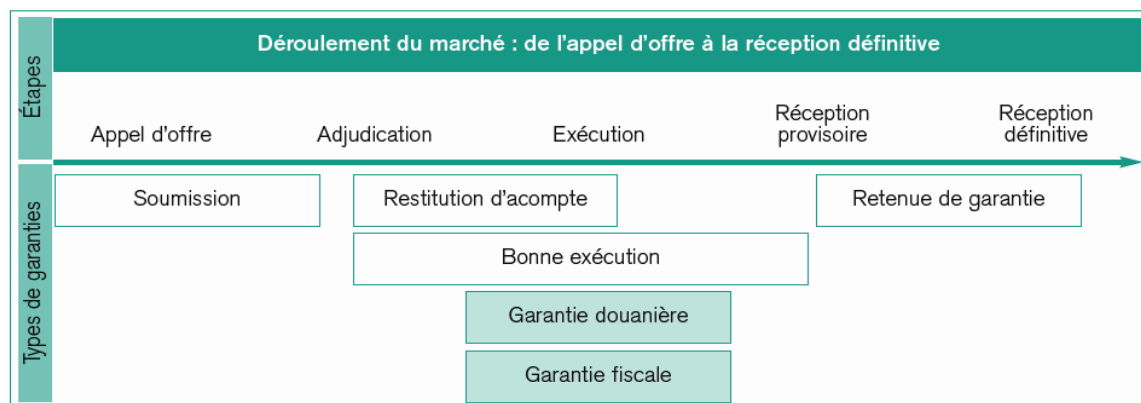 Étapes
Déroulement du marché : de l'appel d'offre à la réception définitive
Appel d'offre
Adjudication
Exécution
Réception
provisoire
Réception
définitive
Types de garanties
Soumission
Restitution d'acompte
Retenue de garantie
Bonne exécution
Garantie douanière
Garantie fiscale